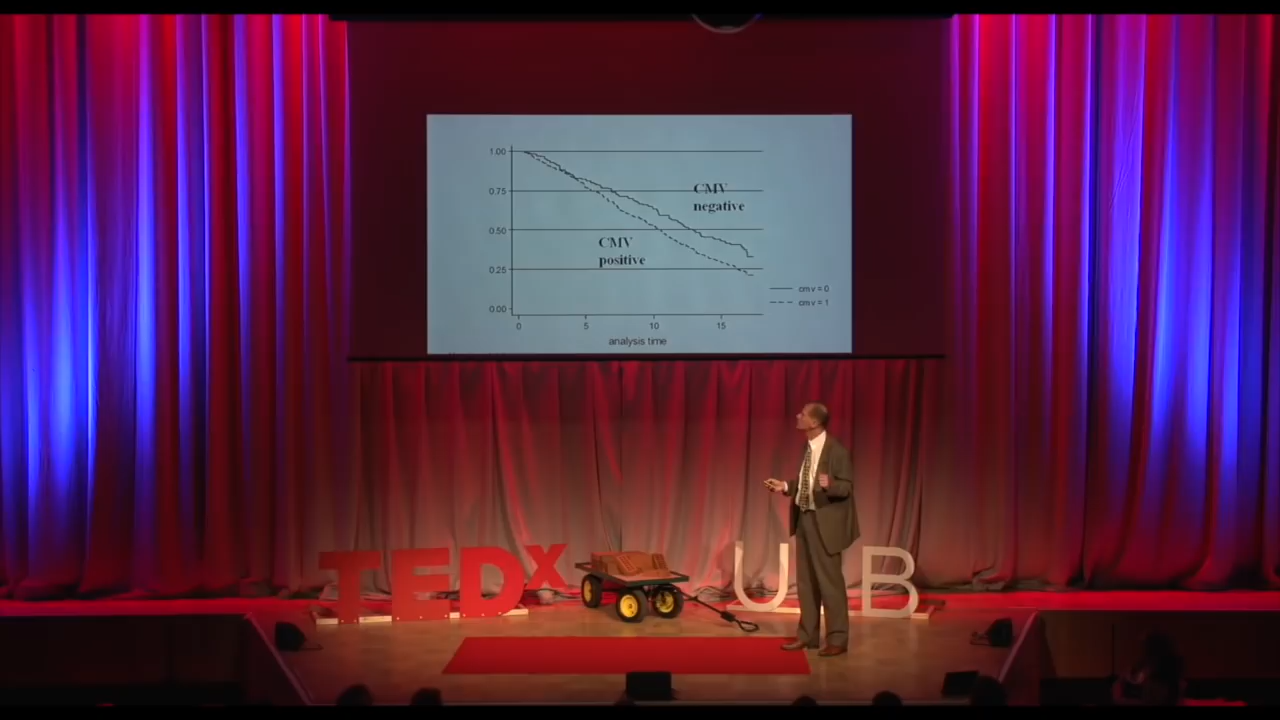 1.00
0.75
CMV
negative
0.50
CMV
positive
0.25
cmv = 0
cmv = 1
0.00
0 5 10 15
analysis time
TEDx U B